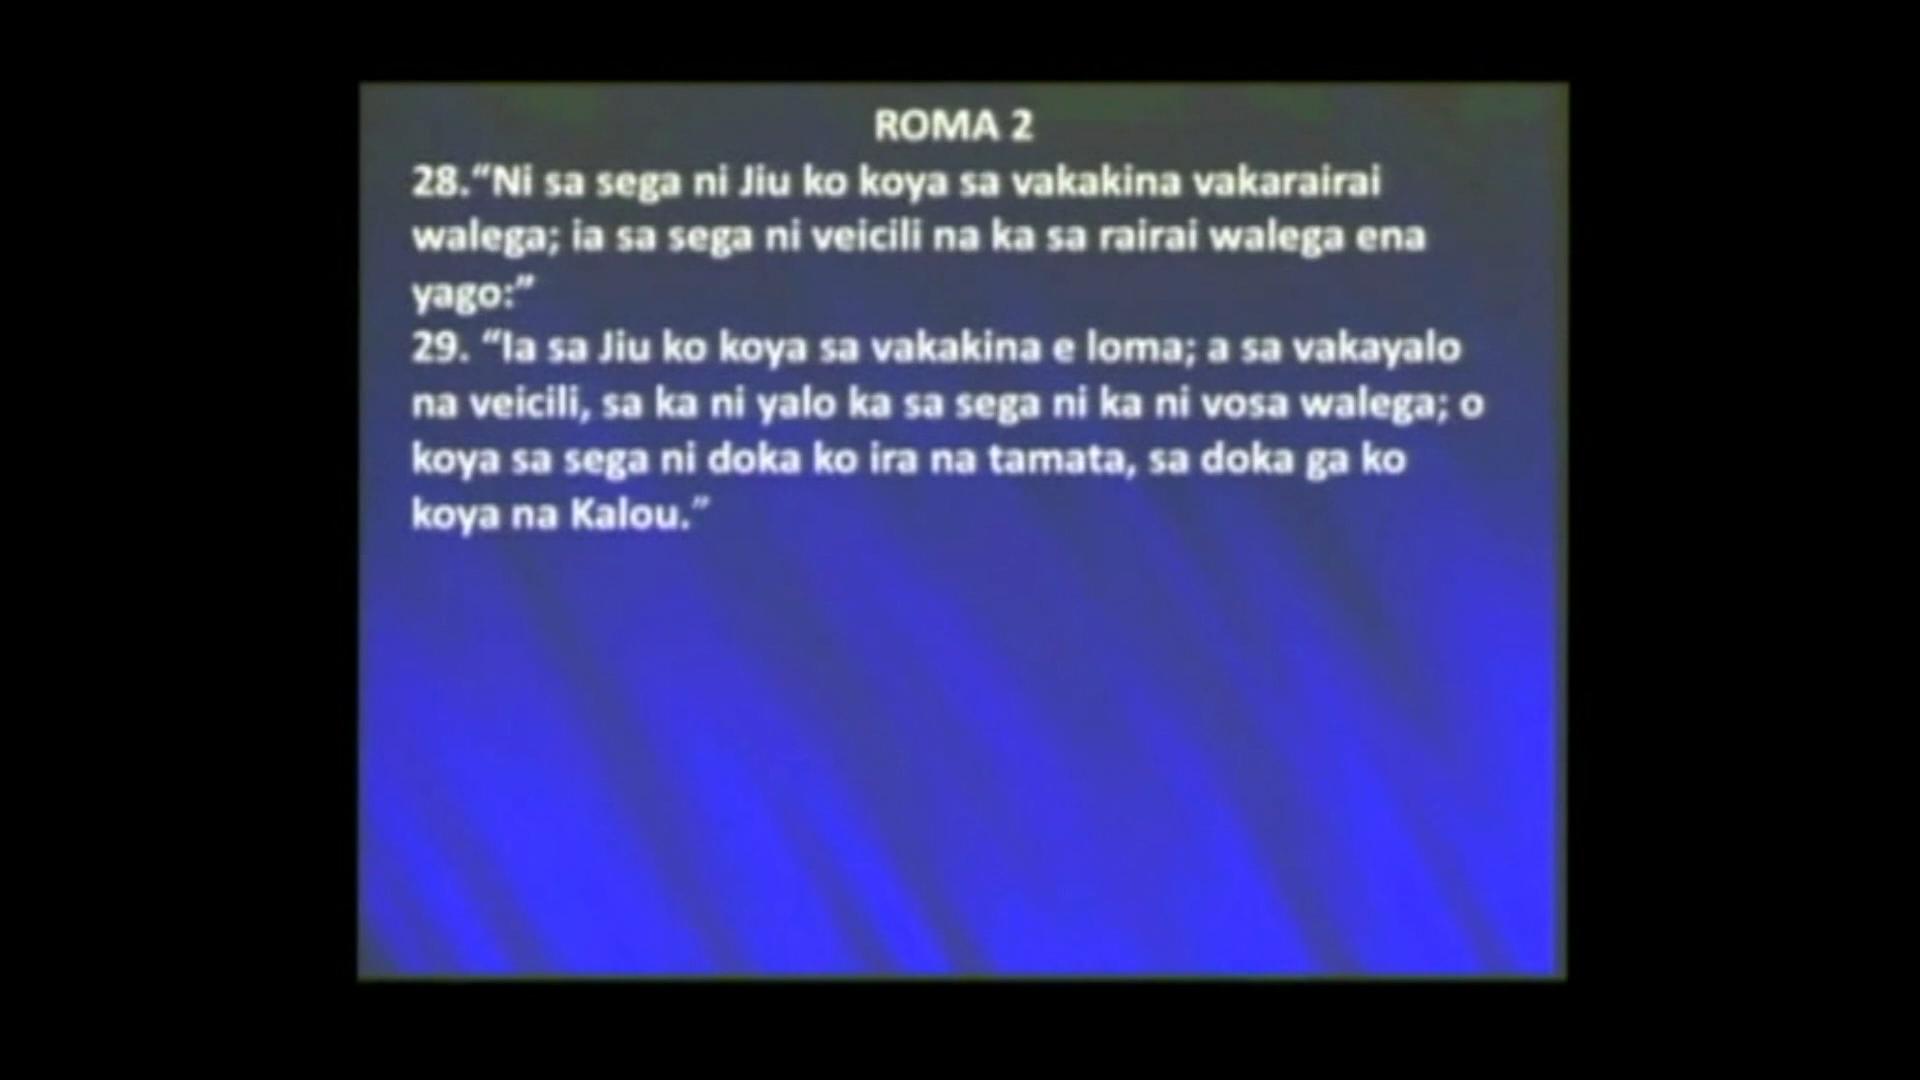 ROMA 2
28.“Ni sa sega ni Jiu ko koya sa vakakina vakarairai
walega; ia sa sega ni veicili na ka sa rairai walega ena
yago:”
29. “Ia sa Jiu ko koya sa vakakina e loma; a sa vakayalo
na veicili, sa ka ni yalo ka sa sega ni ka ni vosa walega; o
koya sa sega ni doka ko ira na tamata, sa doka ga ko
koya na Kalou.”